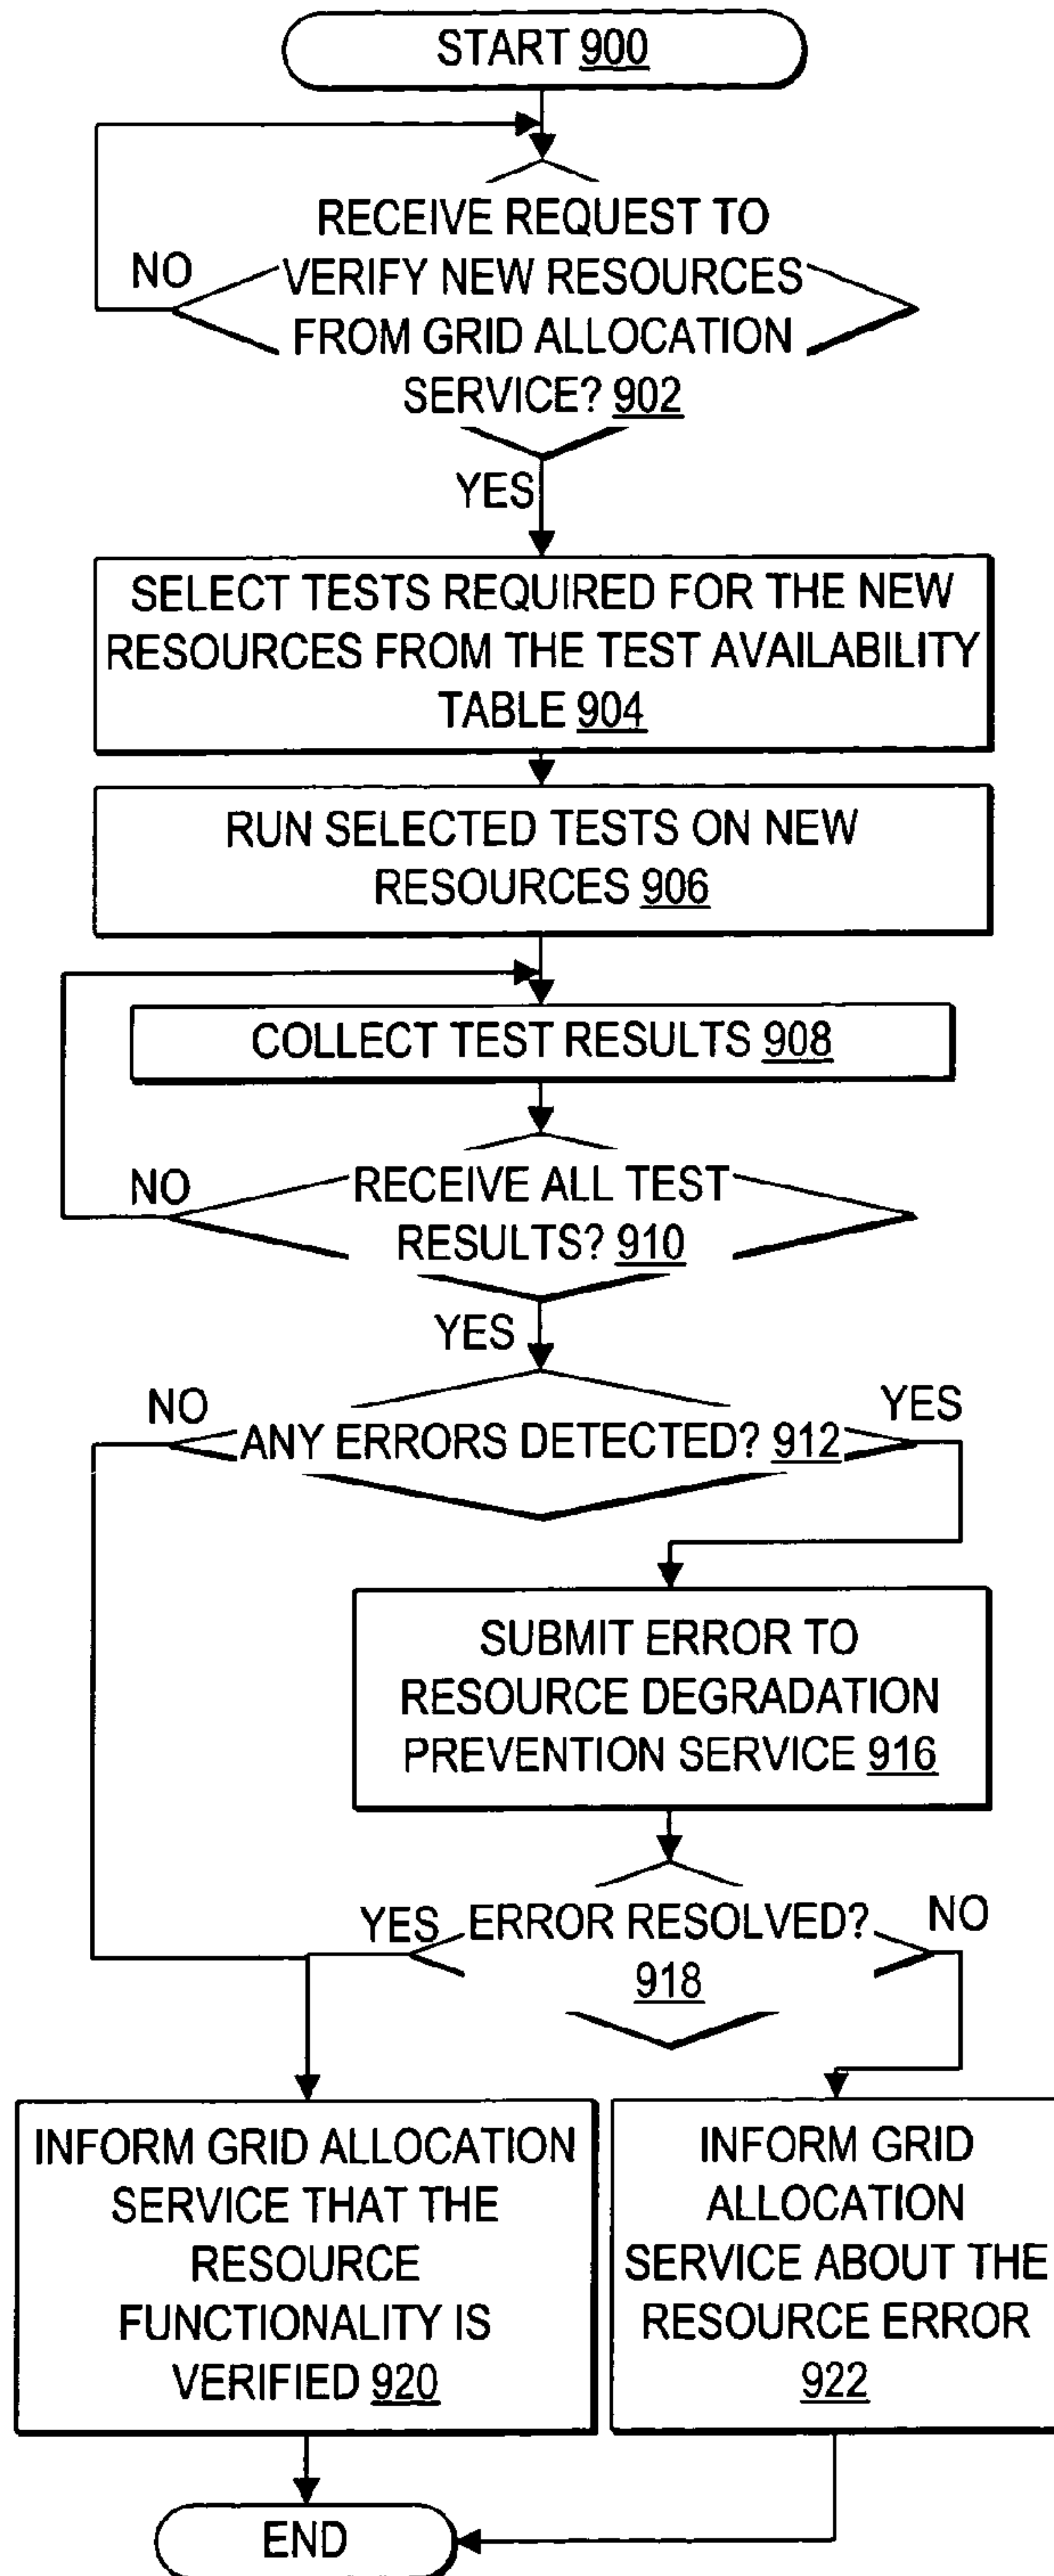 START 900
RECEIVE REQUEST TO
NO
VERIFY NEW RESOURCES
FROM GRID ALLOCATION
SERVICE? 902
YES
SELECT TESTS REQUIRED FOR THE NEW
RESOURCES FROM THE TEST AVAILABILITY
TABLE 904
RUN SELECTED TESTS ON NEW
RESOURCES 906
COLLECT TEST RESULTS 908
NO
RECEIVE ALL TEST
RESULTS? 910
YES
NO
YES
ANY ERRORS DETECTED? 912
SUBMIT ERROR TO
RESOURCE DEGRADATION
PREVENTION SERVICE 916
YES
ERROR RESOLVED?
918
NO
INFORM GRID ALLOCATION
SERVICE THAT THE
RESOURCE
FUNCTIONALITY IS
VERIFIED 920
INFORM GRID
ALLOCATION
SERVICE ABOUT THE
RESOURCE ERROR
922
END